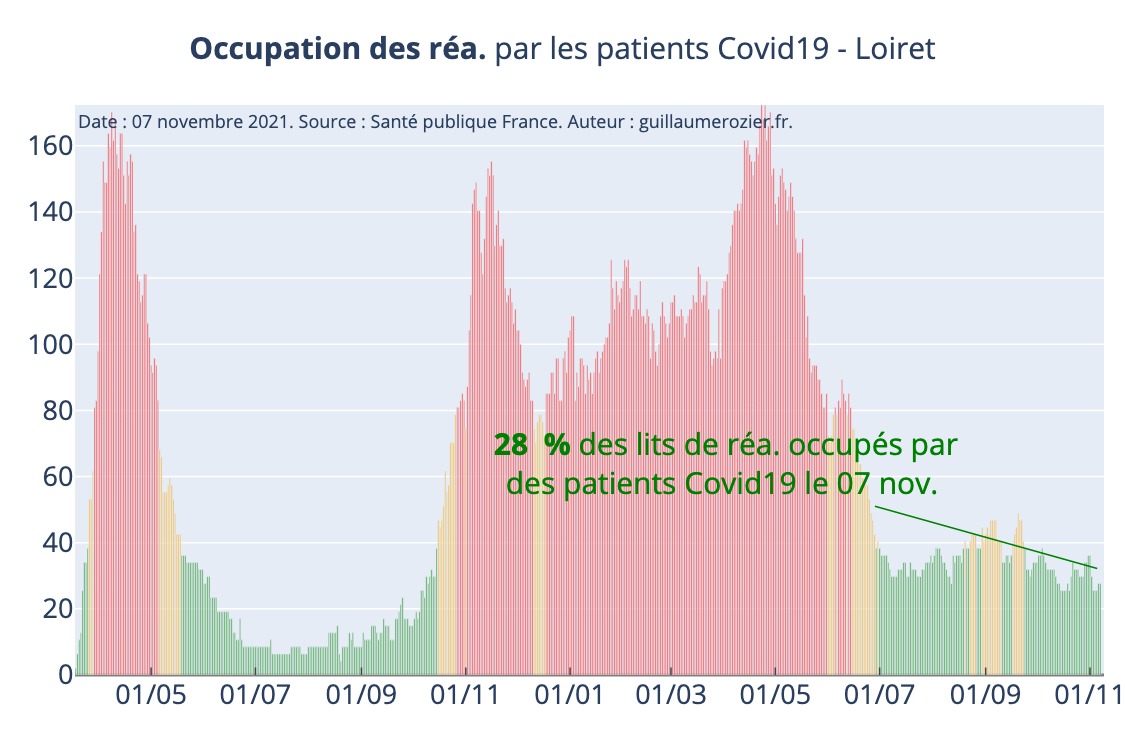 Occupation des réa. par les patients Covid19 - Loiret
Date : 07 novembre 2021. Source : Santé publique France. Auteur : guillaumerozier.fr.
160
140
120
100
80
60
40
20
0
28 % des lits de réa. occupés par
des patients Covid19 le 07 nov.
01/05 01/07 01/09 01/11 01/01 01/03 01/05 01/07 01/09 01/11